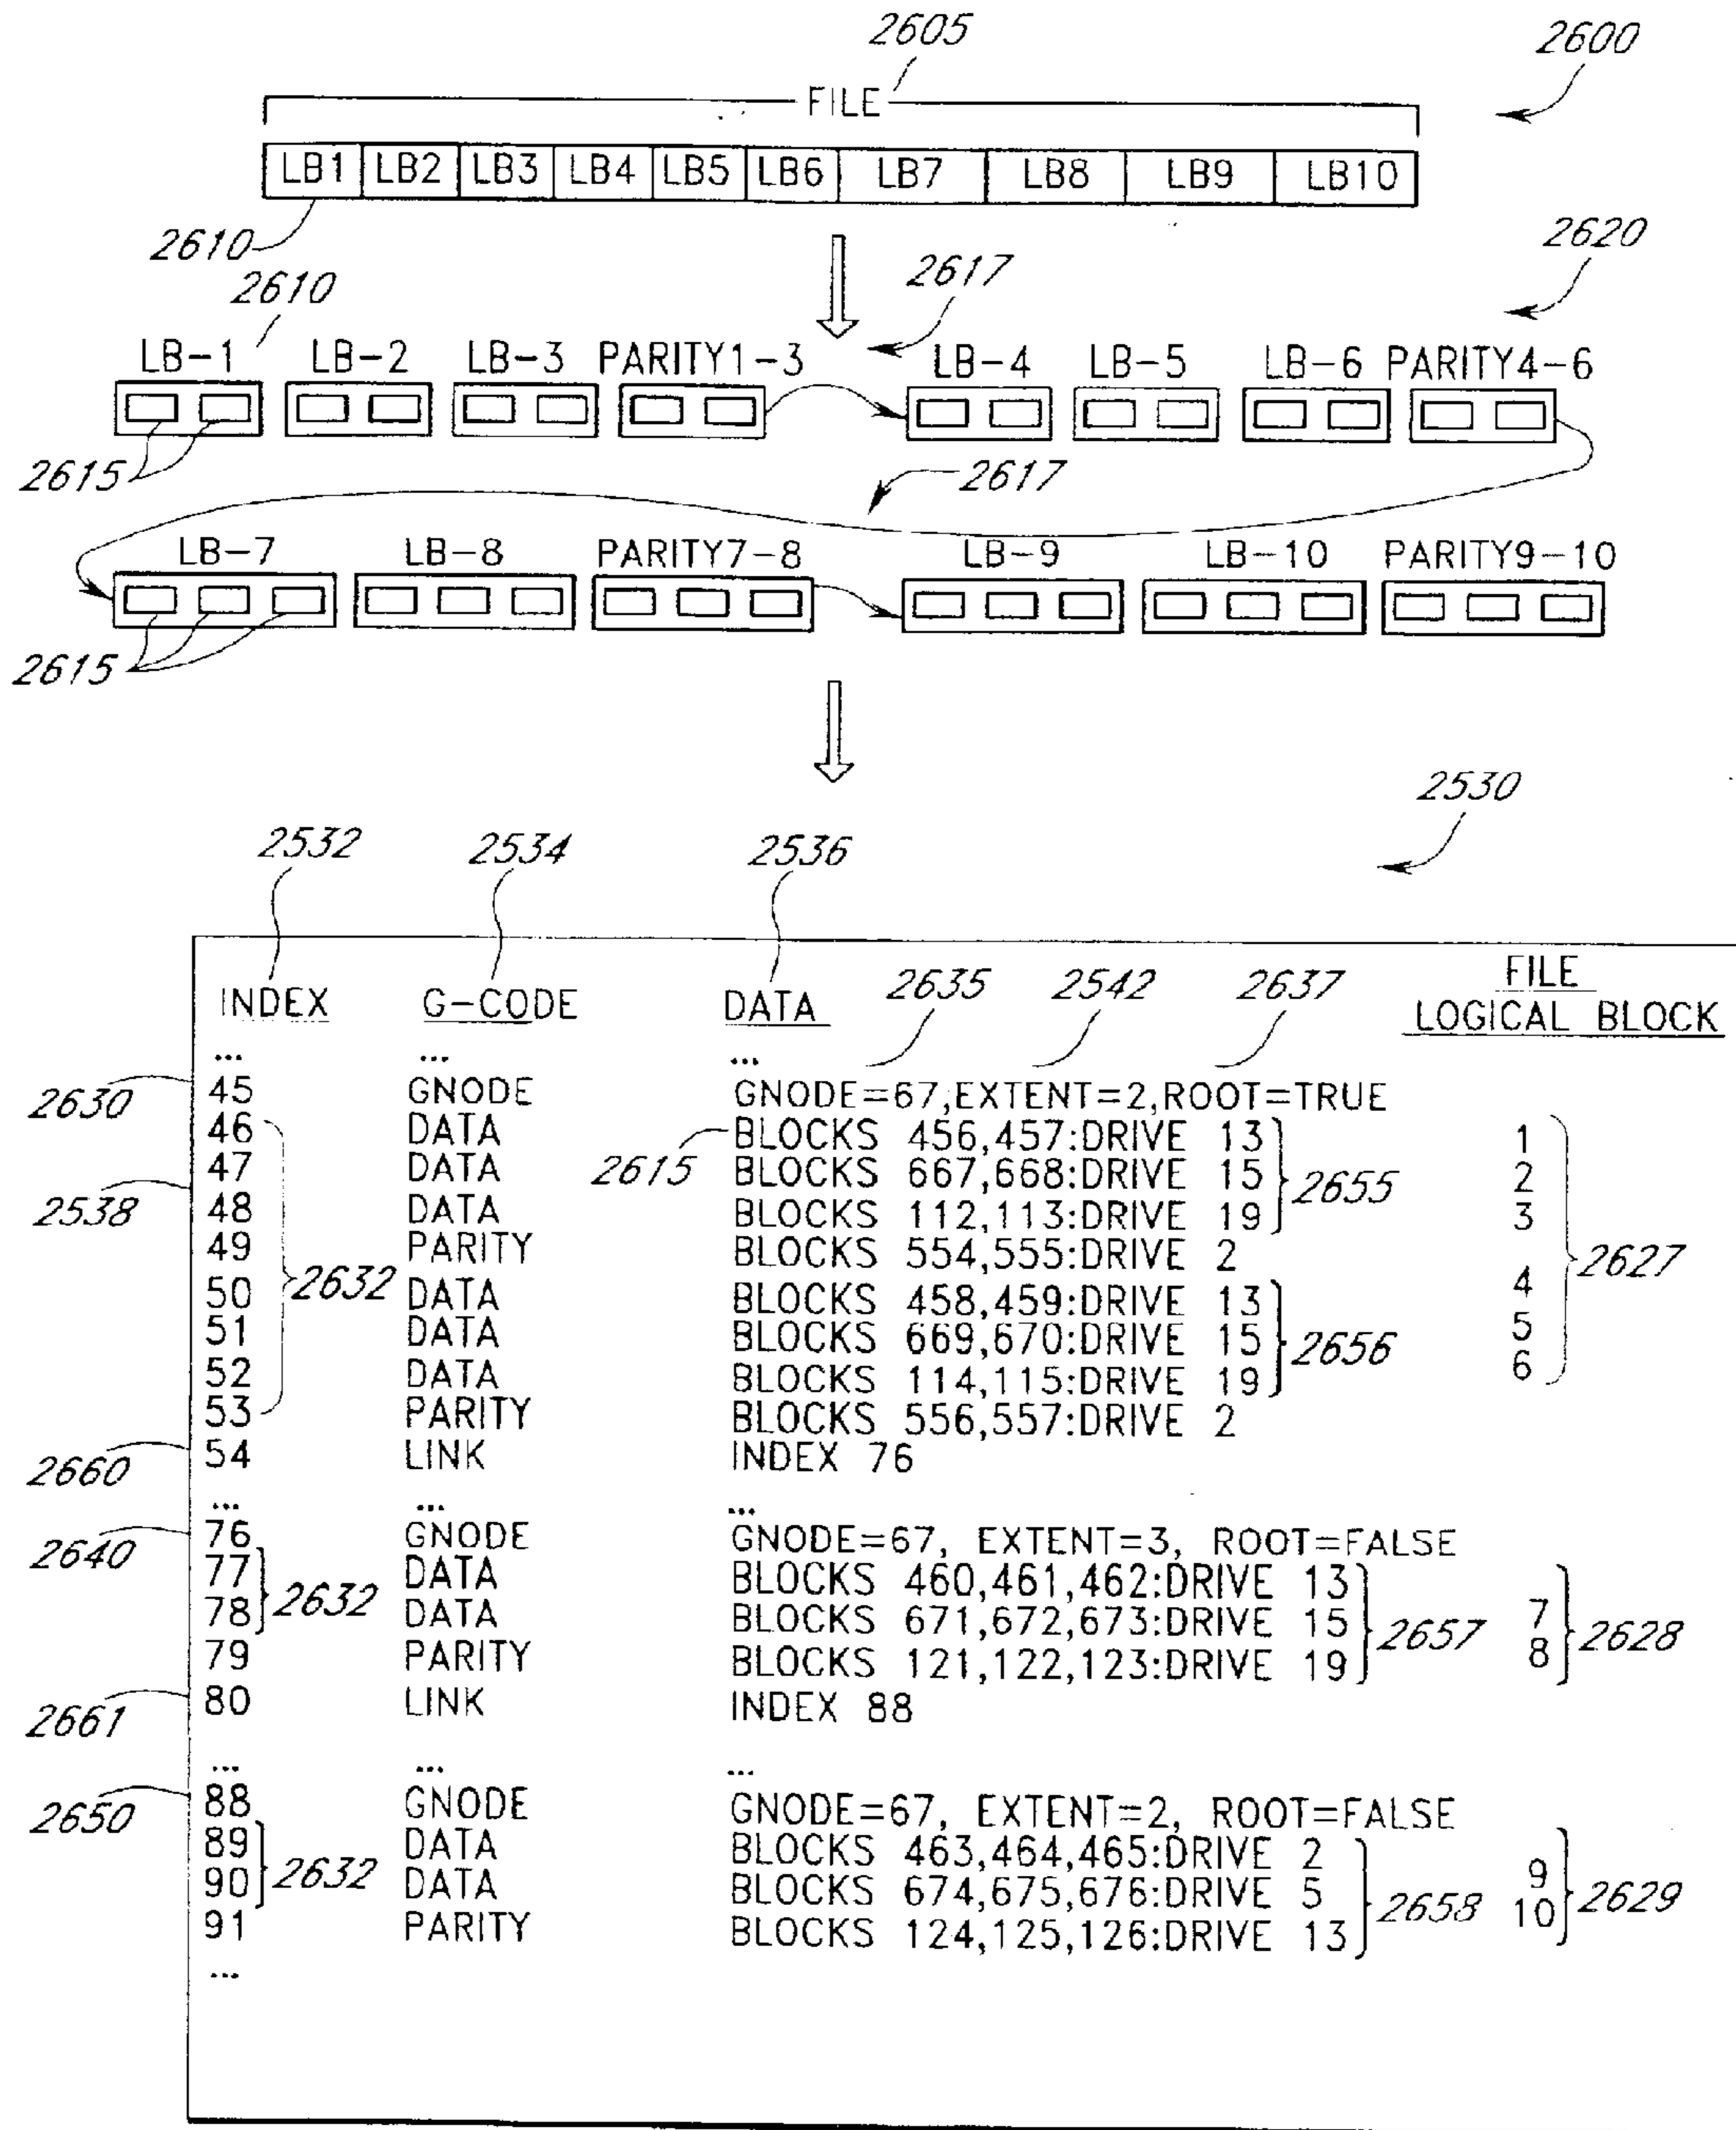 2605
2600
FILE
LB1 LB2 LB3 LB4 LB5 LB6 LB7 LB8 LB9 LB10
2610
2620
2610
2617
LB-1 LB-2 LB-3 PARITY1-3 LB-4 LB-5 LB-6 PARITY4-6
2615
2617
LB-7 LB-8 PARITY7-8 LB-9 LB-10 PARITY9-10
2615
2530
2532 2534 2536
2635 2542 2637
FILE
INDEX G-CODE DATA LOGICAL BLOCK
... ... ...
2630 45 GNODE GNODE=67,EXTENT=2,ROOT=TRUE
46 DATA BLOCKS 456,457:DRIVE 13 1
47 DATA 2615 BLOCKS 667,668:DRIVE 15 2655 2
2538 48 DATA BLOCKS 112,113:DRIVE 19 3
49 PARITY BLOCKS 554,555:DRIVE 2 2627
2632
50 DATA BLOCKS 458,459:DRIVE 13 4
51 DATA BLOCKS 669,670:DRIVE 15 2656 5
52 DATA BLOCKS 114,115:DRIVE 19 6
53 PARITY BLOCKS 556,557:DRIVE 2
2660 54 LINK INDEX 76
... ... ...
2640 76 GNODE GNODE=67, EXTENT=3, ROOT=FALSE
77 DATA BLOCKS 460,461,462:DRIVE 13
2632
78 DATA BLOCKS 671,672,673:DRIVE 15 2657 7 2628
79 PARITY BLOCKS 121,122,123:DRIVE 19 8
2661 80 LINK INDEX 88
... ... ...
2650 88 GNODE GNODE=67, EXTENT=2, ROOT=FALSE
89 DATA BLOCKS 463,464,465:DRIVE 2
2632
90 DATA BLOCKS 674,675,676:DRIVE 5 2658 9 2629
91 PARITY BLOCKS 124,125,126:DRIVE 13 10
...